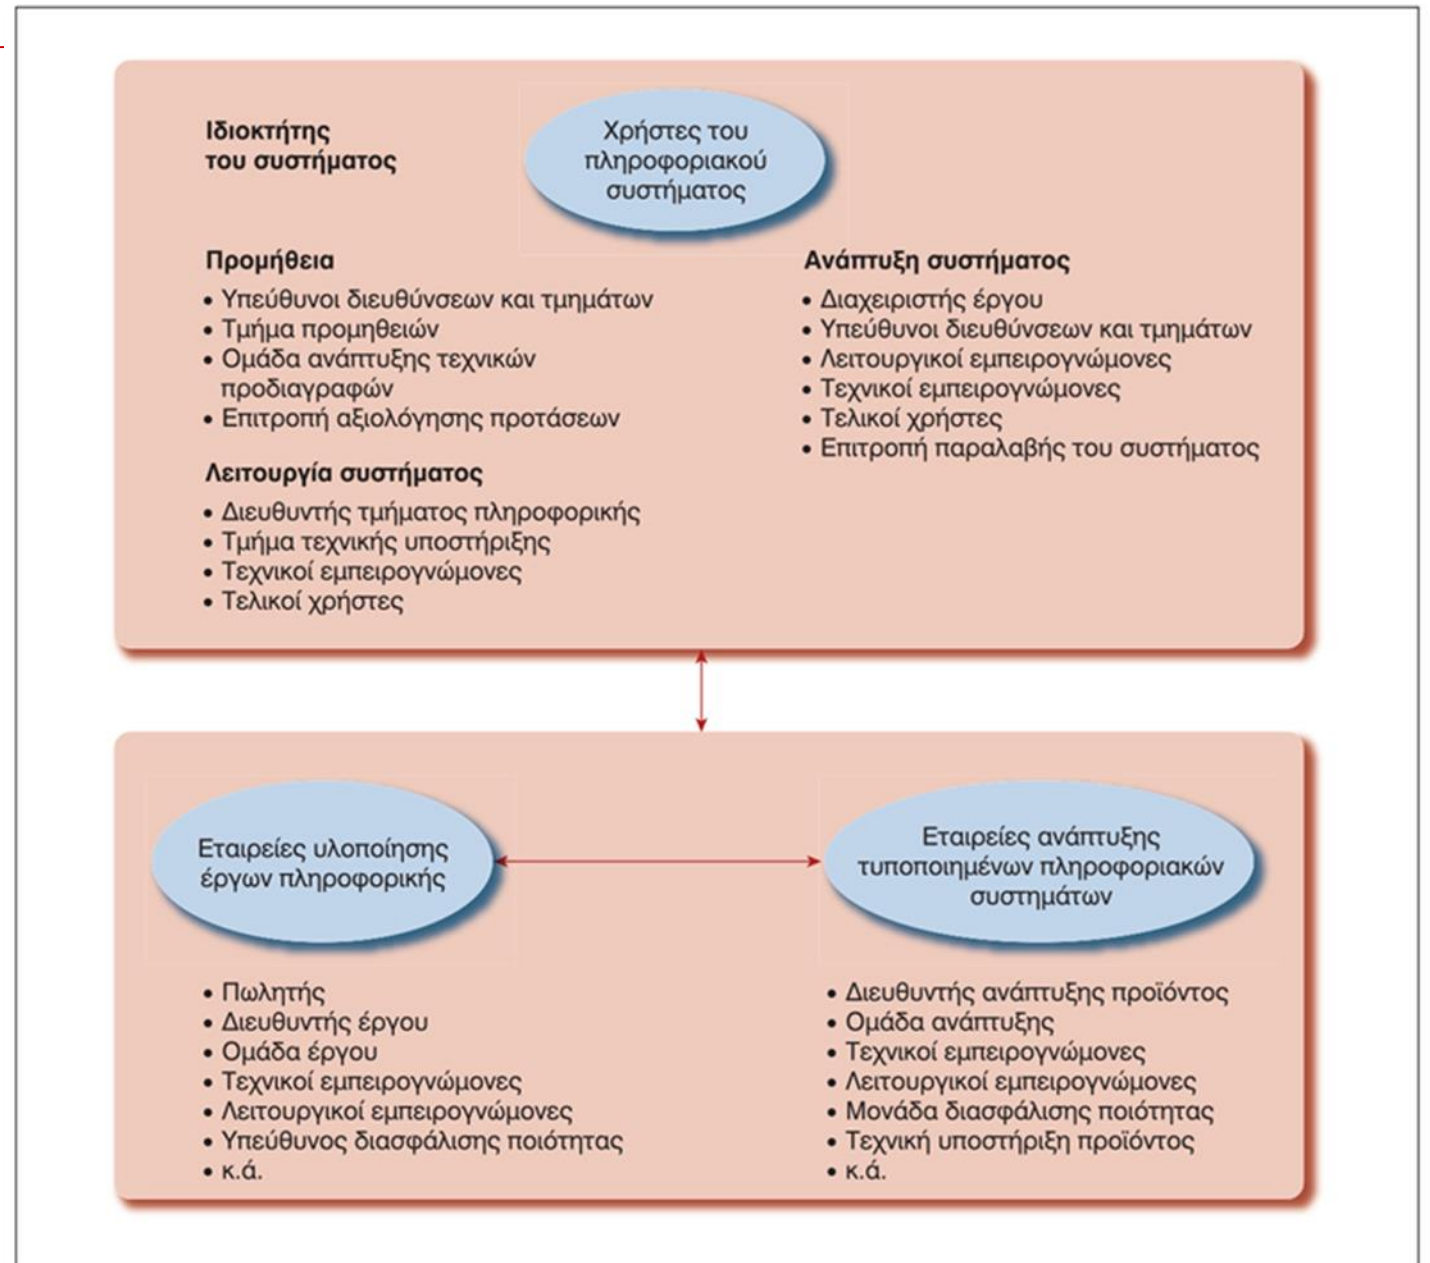 Ιδιοκτήτης
του συστήματος
Χρήστες του
πληροφοριακού
συστήματος
Προμήθεια
• Υπεύθυνοι διευθύνσεων και τμημάτων
• Τμήμα προμηθειών
• Ομάδα ανάπτυξης τεχνικών
προδιαγραφών
• Επιτροπή αξιολόγησης προτάσεων
Λειτουργία συστήματος
• Διευθυντής τμήματος πληροφορικής
• Τμήμα τεχνικής υποστήριξης
• Τεχνικοί εμπειρογνώμονες
• Τελικοί χρήστες
Ανάπτυξη συστήματος
• Διαχειριστής έργου
• Υπεύθυνοι διευθύνσεων και τμημάτων
• Λειτουργικοί εμπειρογνώμονες
• Τεχνικοί εμπειρογνώμονες
• Τελικοί χρήστες
• Επιτροπή παραλαβής του συστήματος
Εταιρείες υλοποίησης
έργων πληροφορικής
• Πωλητής
• Διευθυντής έργου
• Ομάδα έργου
• Τεχνικοί εμπειρογνώμονες
• Λειτουργικοί εμπειρογνώμονες
• Υπεύθυνος διασφάλισης ποιότητας
• κ.ά.
Εταιρείες ανάπτυξης
τυποποιημένων πληροφοριακών
συστημάτων
• Διευθυντής ανάπτυξης προϊόντος
• Ομάδα ανάπτυξης
• Τεχνικοί εμπειρογνώμονες
• Λειτουργικοί εμπειρογνώμονες
• Μονάδα διασφάλισης ποιότητας
• Τεχνική υποστήριξη προϊόντος
• κ.ά.